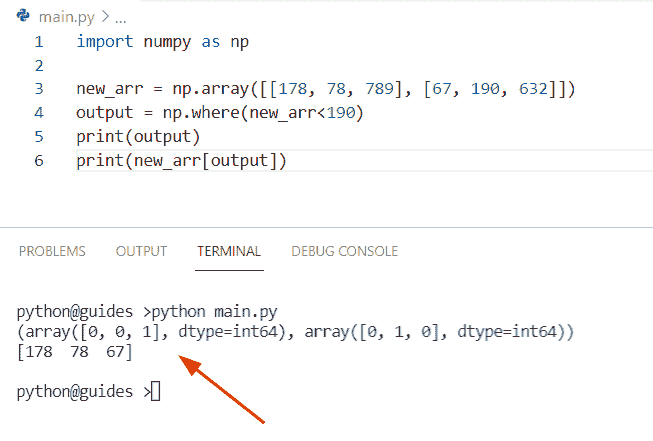 main.py > ...
1 import numpy as np
2
3 new_arr = np.array([[178, 78, 789], [67, 190, 632]])
4 output = np.where(new_arr<190)
5 print(output)
6 print(new_arr[output])
PROBLEMS OUTPUT TERMINAL DEBUG CONSOLE
python@guides >python main.py
(array([0, 0, 1], dtype=int64), array([0, 1, 0], dtype=int64))
[178  78  67]
python@guides >